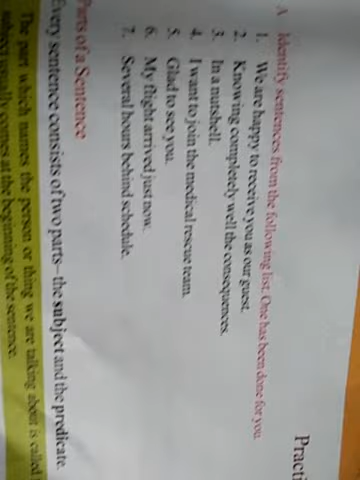 Practi
A Identify sentences from the following list. One has been done for you.
1. We are happy to receive you as our guest.
2. Knowing completely well the consequences.
3. In a nutshell.
4. I want to join the medical rescue team.
5. Glad to see you.
6. My flight arrived just now.
7. Several hours behind schedule.
Parts of a Sentence
Every sentence consists of two parts– the subject and the predicate.
The part which names the person or thing we are talking about is called
subject usually comes at the beginning of the sentence.